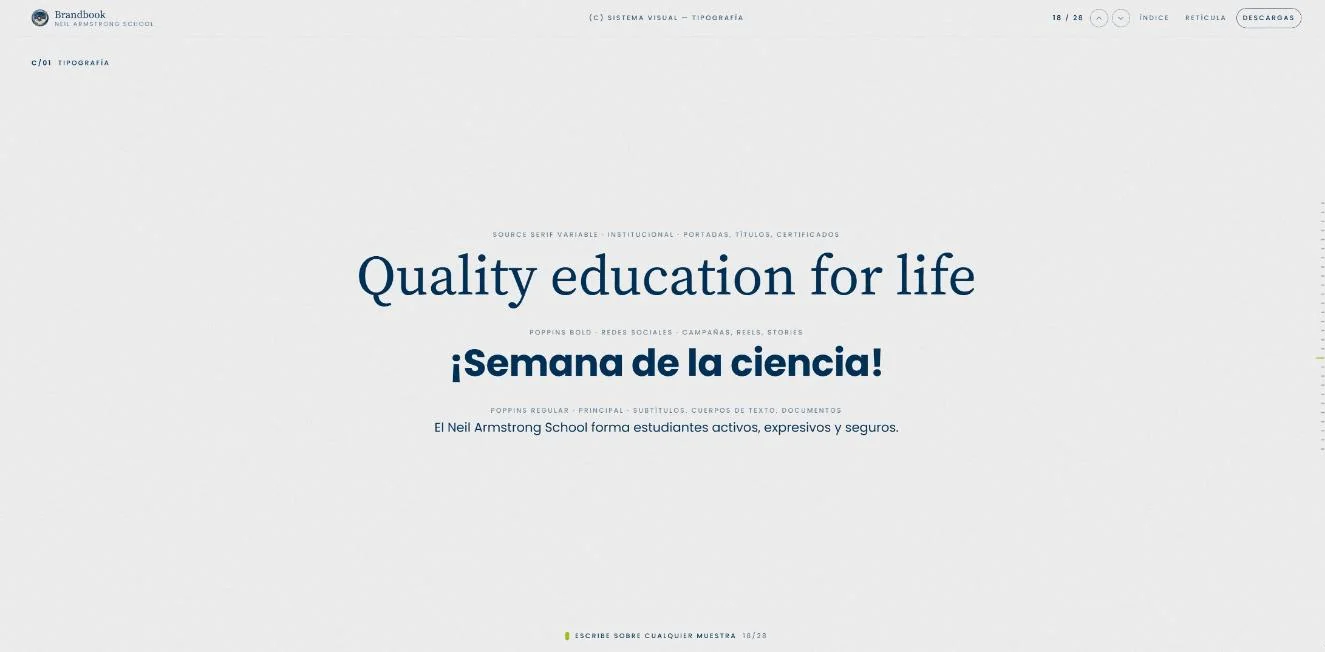 Brandbook
NEIL ARMSTRONG SCHOOL
(C) SISTEMA VISUAL — TIPOGRAFÍA
18 / 28
ÍNDICE
RETÍCULA
DESCARGAS
C/01 TIPOGRAFÍA
SOURCE SERIF VARIABLE · INSTITUCIONAL · PORTADAS, TÍTULOS, CERTIFICADOS
Quality education for life
POPPINS BOLD · REDES SOCIALES · CAMPAÑAS, REELS, STORIES
¡Semana de la ciencia!
POPPINS REGULAR · PRINCIPAL · SUBTÍTULOS, CUERPOS DE TEXTO, DOCUMENTOS
El Neil Armstrong School forma estudiantes activos, expresivos y seguros.
ESCRIBE SOBRE CUALQUIER MUESTRA 18/28